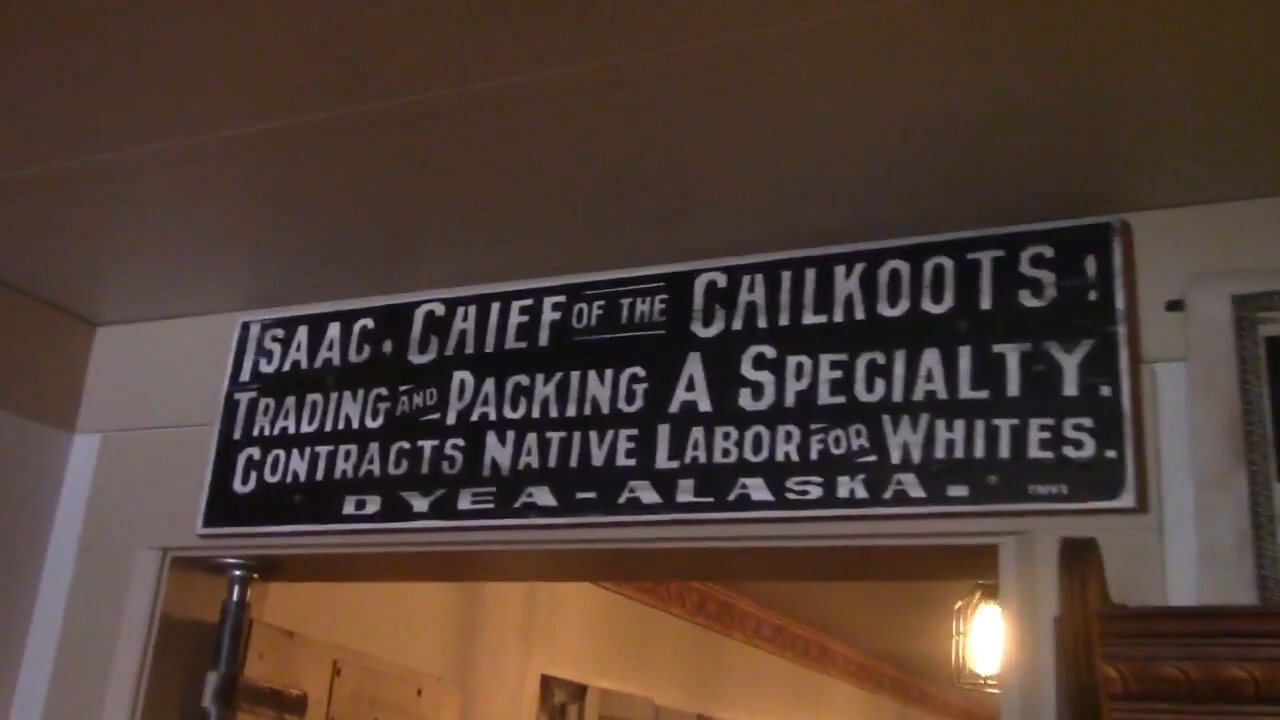 ISAAC. CHIEF OF THE CHILKOOTS!
TRADING AND PACKING A SPECIALTY.
CONTRACTS NATIVE LABOR FOR WHITES.
DYEA-ALASKA.